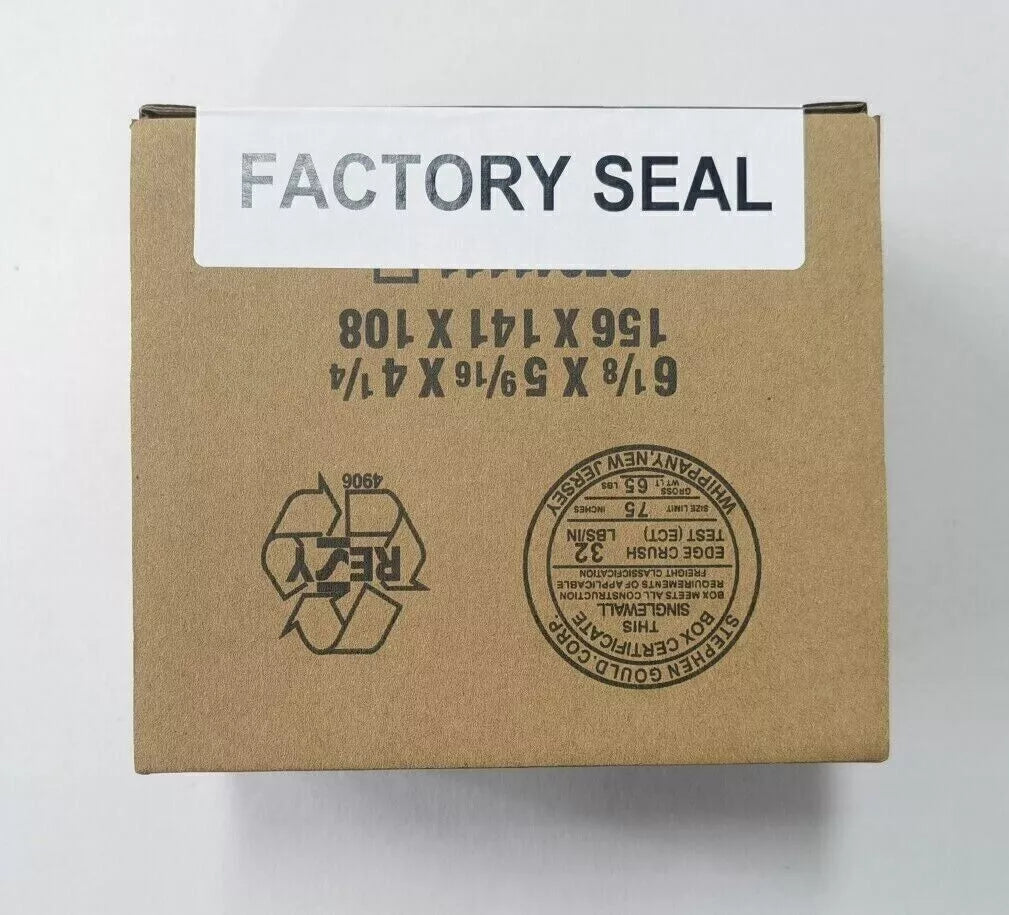 FACTORY SEAL
156 X 141 X 108
6 1/8 X 5 9/16 X 4 1/4
4906
RESY
STEPHEN GOULD. CORP
BOX CERTIFICATE
THIS
SINGLEWALL
BOX MEETS ALL CONSTRUCTION
REQUIREMENTS OF APPLICABLE
FREIGHT CLASSICFICATION
EDGE CRUSH
TEST (ECT) 32 LBS/IN
SIZE LIMIT 75 INCHES
GROSS WT LT 65 LBS
WHIPPANY, NEW JERSEY